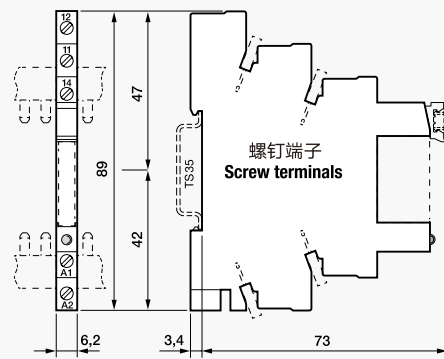 12
11
14
A1
A2
89
47
42
TS35
螺钉端子
Screw terminals
6,2
3,4
73